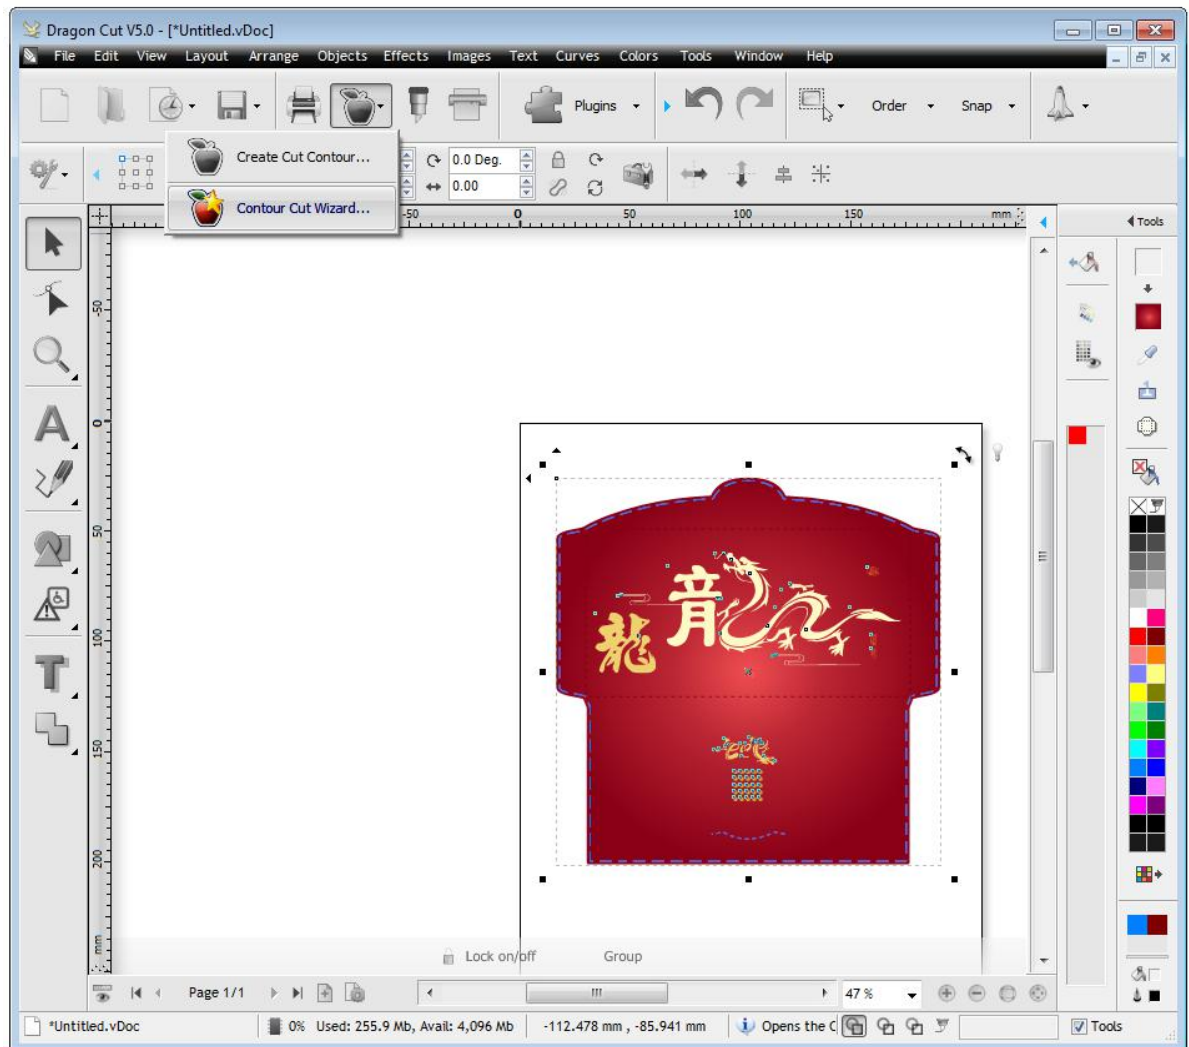 Dragon Cut V5.0 - [*Untitled.vDoc]
File Edit View Layout Arrange Objects Effects Images Text Curves Colors Tools Window Help
Plugins Order Snap
Create Cut Contour...
0.0 Deg.
0.00
Contour Cut Wizard...
-50 0 50 100 150 mm
Tools
-50
0
50
龍
龍
100
150
200
mm
Lock on/off Group
Page 1/1 47 %
*Untitled.vDoc 0% Used: 255.9 Mb, Avail: 4,096 Mb -112.478 mm , -85.941 mm Opens the C Tools